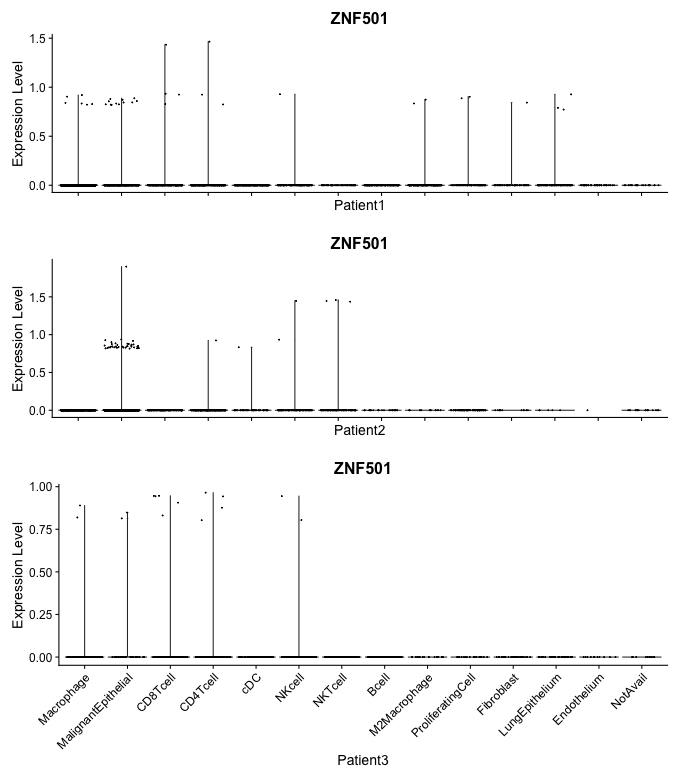 ZNF501
1.5
1.0
0.5
0.0
Expression Level
Patient1
ZNF501
1.5
1.0
0.5
0.0
Expression Level
Patient2
ZNF501
1.00
0.75
0.50
0.25
0.00
Expression Level
Macrophage
MalignantEpithelial
CD8Tcell
CD4Tcell
cDC
NKcell
NKTcell
Bcell
M2Macrophage
ProliferatingCell
Fibroblast
LungEpithelium
Endothelium
NotAvail
Patient3